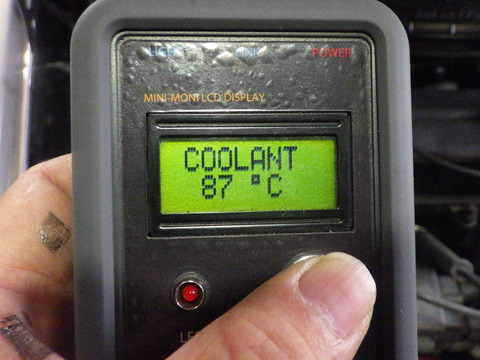 POWER
MINI-MONI LCD DISPLAY
COOLANT
87 °C